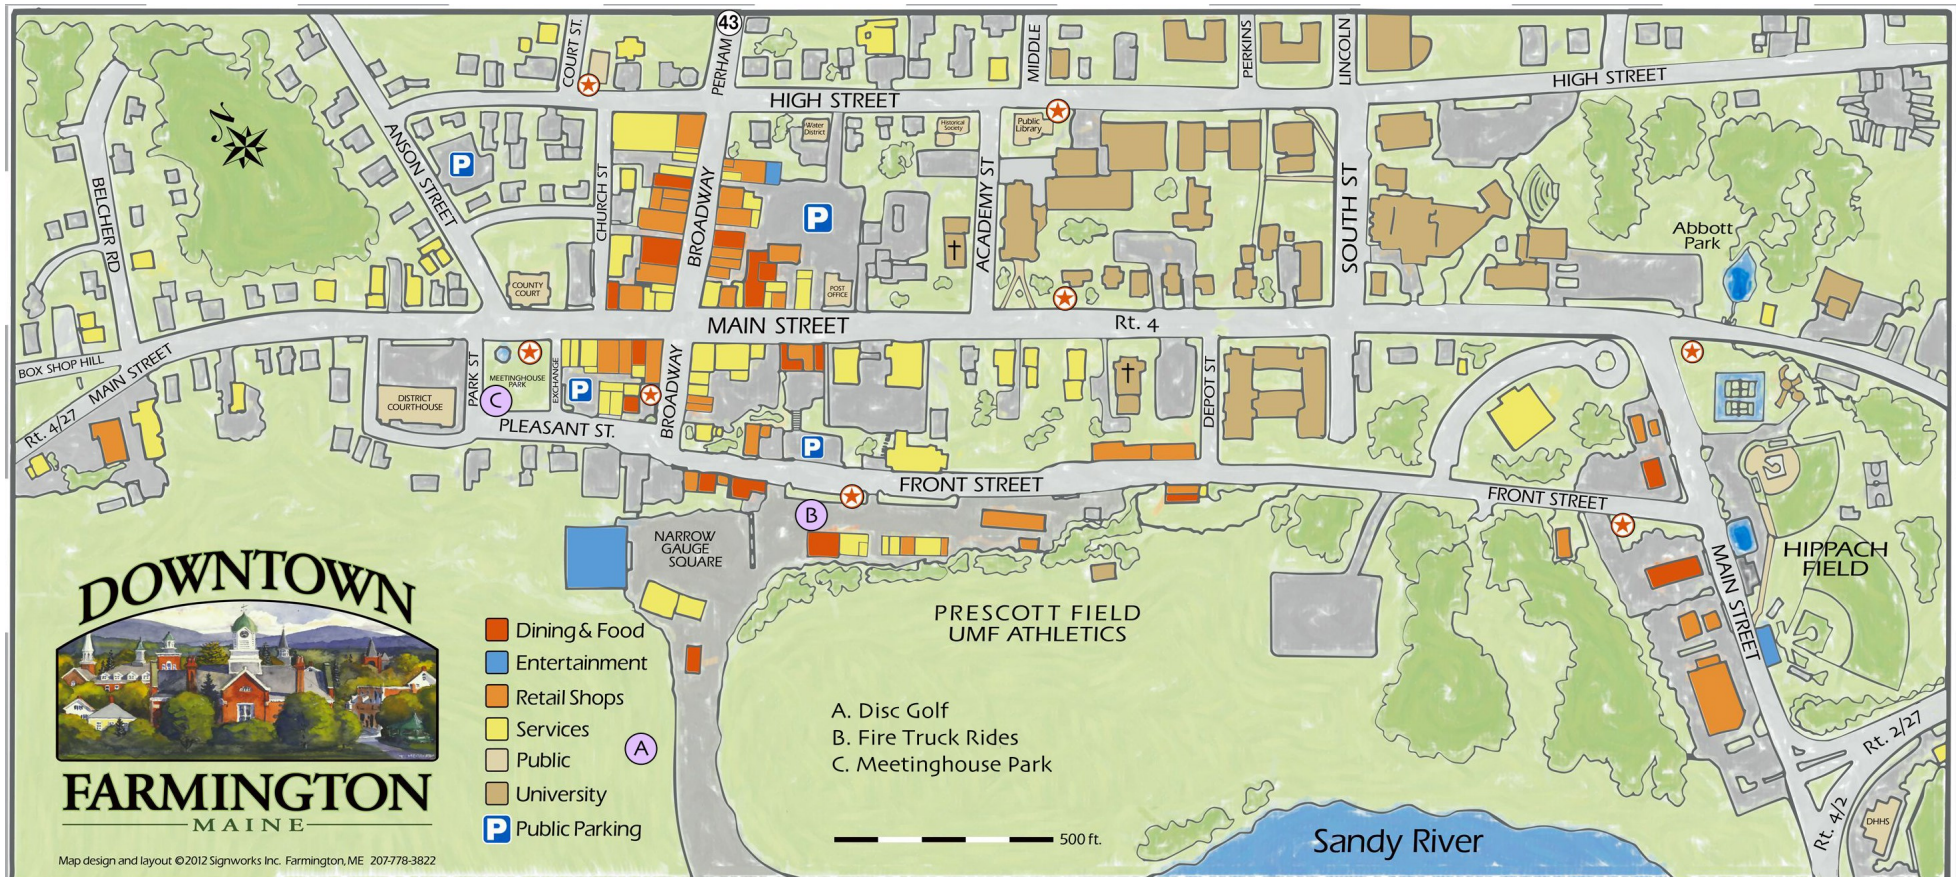 COURT ST.
43
PERHAM
MIDDLE
PERKINS
LINCOLN
HIGH STREET
HIGH STREET
N
ANSON STREET
P
Water
District
Historical
Society
Public
Library
BELCHER RD
CHURCH ST
BROADWAY
P
ACADEMY ST
SOUTH ST
Abbott
Park
COUNTY
COURT
POST
OFFICE
MAIN STREET
Rt. 4
BOX SHOP HILL
MAIN STREET
Rt. 4/27
PARK ST
MEETINGHOUSE
PARK
C
EXCHANGE
P
BROADWAY
DEPOT ST
DISTRICT
COURTHOUSE
PLEASANT ST.
P
FRONT STREET
FRONT STREET
B
NARROW
GAUGE
SQUARE
MAIN STREET
HIPPACH
FIELD
PRESCOTT FIELD
UMF ATHLETICS
DOWNTOWN
FARMINGTON
MAINE
Dining & Food
Entertainment
Retail Shops
Services
Public
University
P Public Parking
A
A. Disc Golf
B. Fire Truck Rides
C. Meetinghouse Park
500 ft.
Sandy River
Rt. 2/27
Rt. 4/2
DHHS
Map design and layout ©2012 Signworks Inc. Farmington, ME 207-778-3822